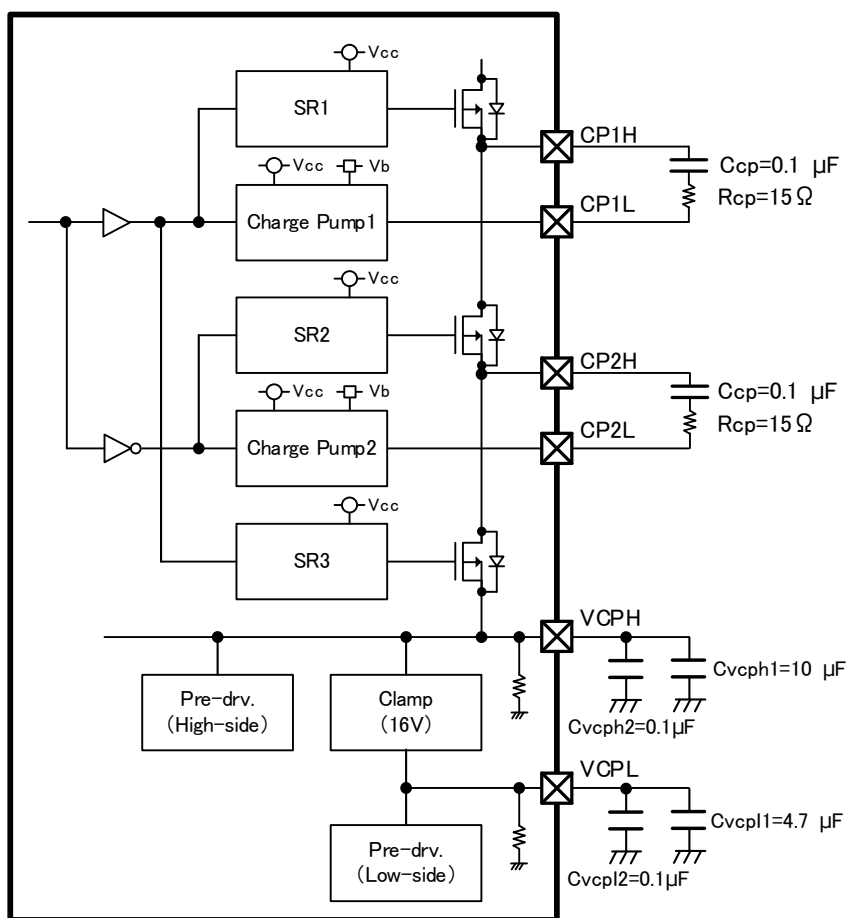 Vcc
SR1
CP1H
Ccp=0.1 μF
Rcp=15Ω
Vcc
Vb
Charge Pump1
CP1L
Vcc
SR2
CP2H
Ccp=0.1 μF
Rcp=15Ω
Vcc
Vb
Charge Pump2
CP2L
Vcc
SR3
VCPH
Pre-drv.
(High-side)
Clamp
(16V)
Cvcph1=10 μF
Cvcph2=0.1μF
VCPL
Pre-drv.
(Low-side)
Cvcpl1=4.7 μF
Cvcpl2=0.1μF